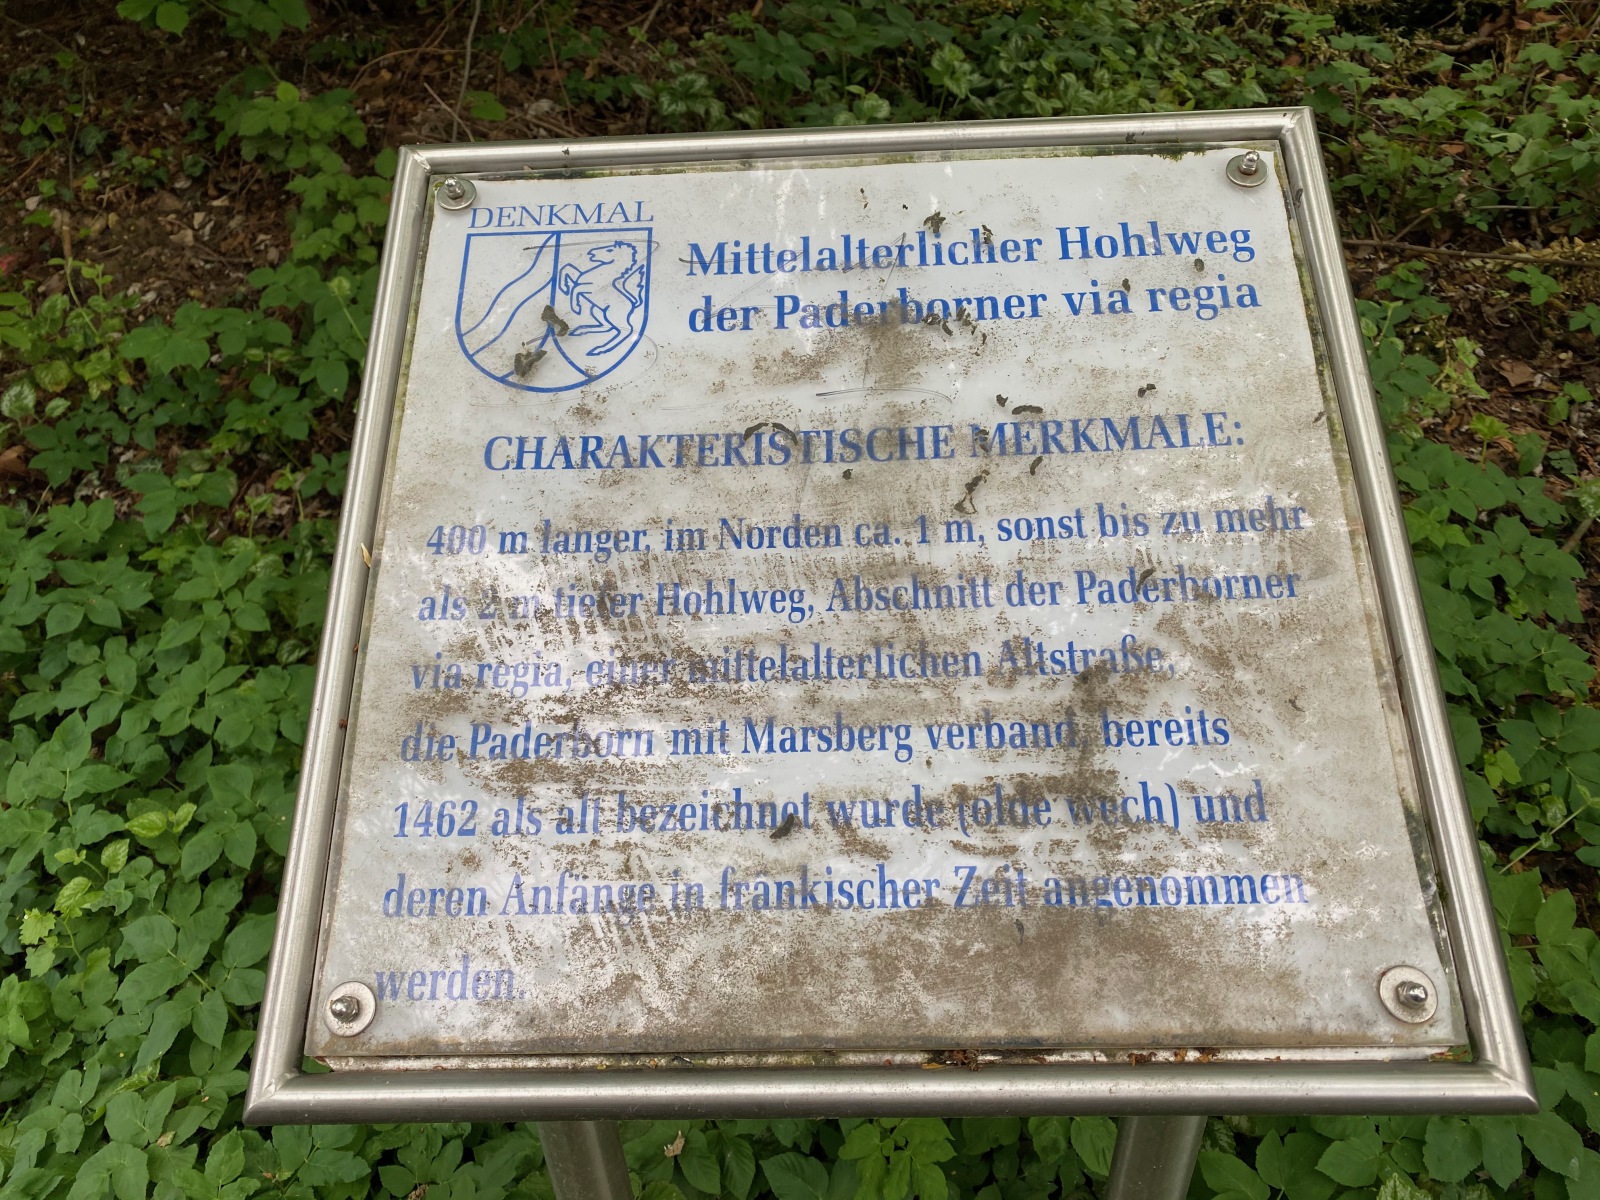 DENKMAL
Mittelalterlicher Hohlweg
der Paderborner via regia
CHARAKTERISTISCHE MERKMALE:
400 m langer, im Norden ca. 1 m, sonst bis zu mehr
als 2 m tiefer Hohlweg, Abschnitt der Paderborner
via regia, einer mittelalterlichen Altstraße,
die Paderborn mit Marsberg verband, bereits
1462 als alt bezeichnet wurde (olde wech) und
deren Anfänge in fränkischer Zeit angenommen
werden.